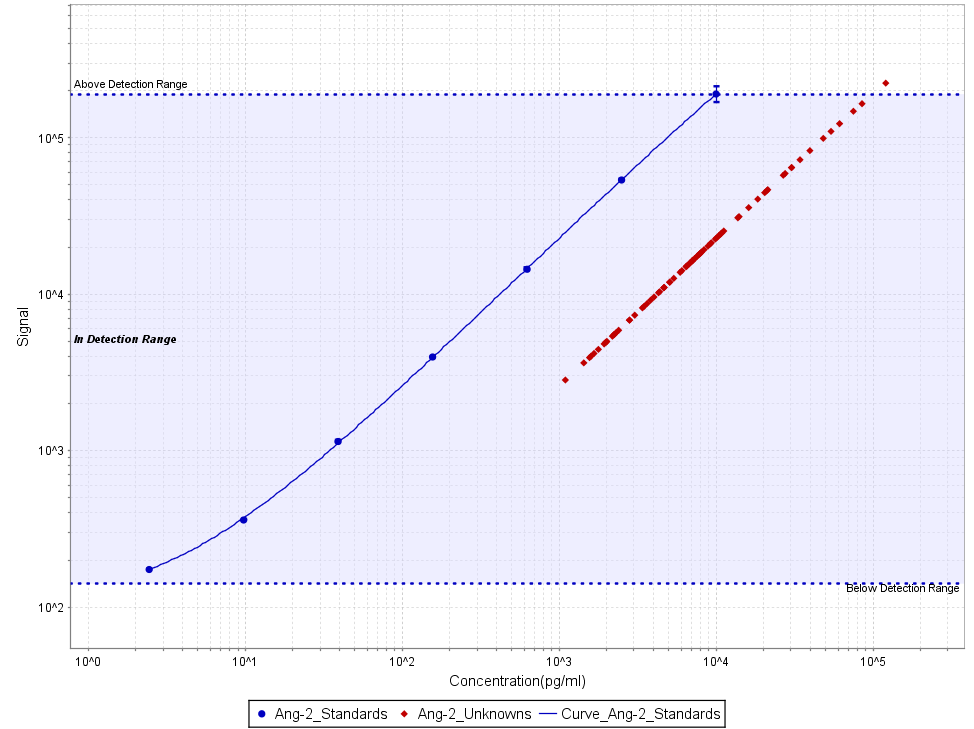 Above Detection Range
10^5
10^4
Signal
In Detection Range
10^3
Below Detection Range
10^2
10^0 10^1 10^2 10^3 10^4 10^5
Concentration(pg/ml)
Ang-2_Standards Ang-2_Unknowns Curve_Ang-2_Standards